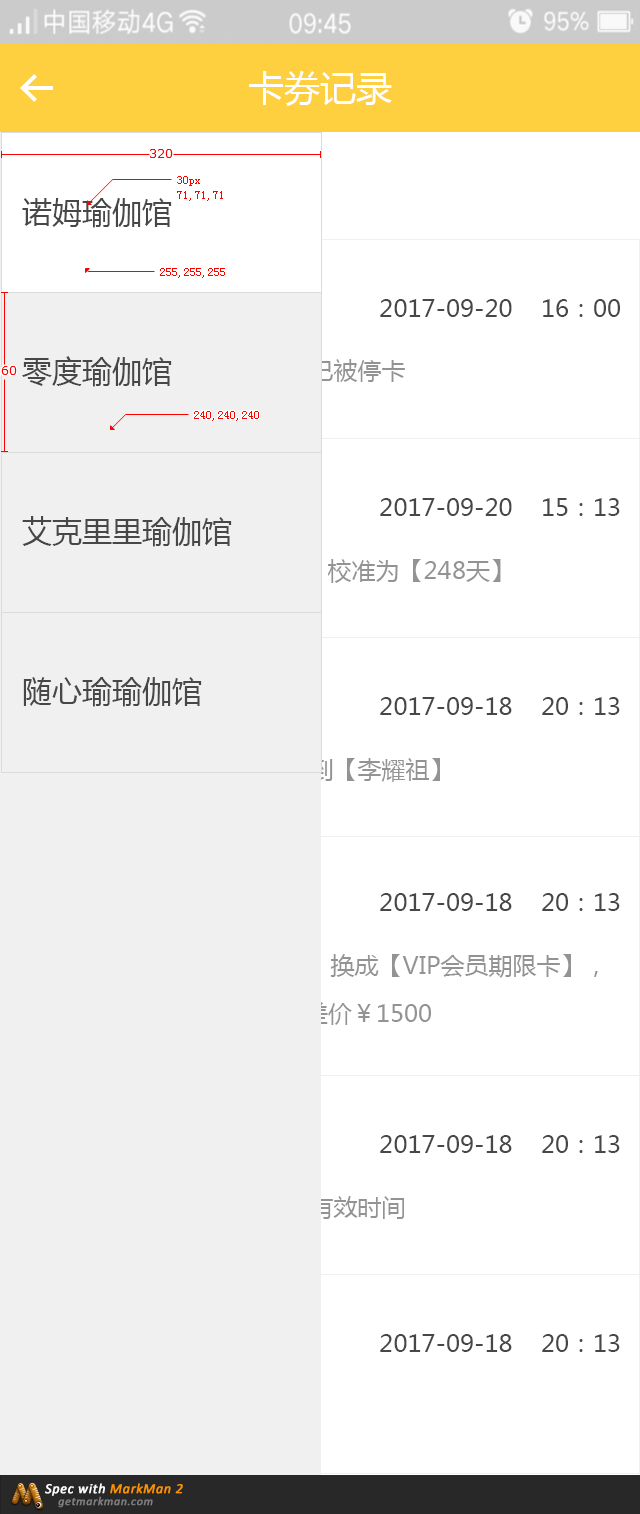 中国移动4G 09:45 95%
卡券记录
320
30px
71, 71, 71
诺姆瑜伽馆
255, 255, 255
2017-09-20 16：00
60 零度瑜伽馆
已被停卡
240, 240, 240
2017-09-20 15：13
艾克里里瑜伽馆
校准为【248天】
随心瑜瑜伽馆
2017-09-18 20：13
到【李耀祖】
2017-09-18 20：13
换成【VIP会员期限卡】，
差价￥1500
2017-09-18 20：13
有效时间
2017-09-18 20：13
Spec with MarkMan 2
getmarkman.com